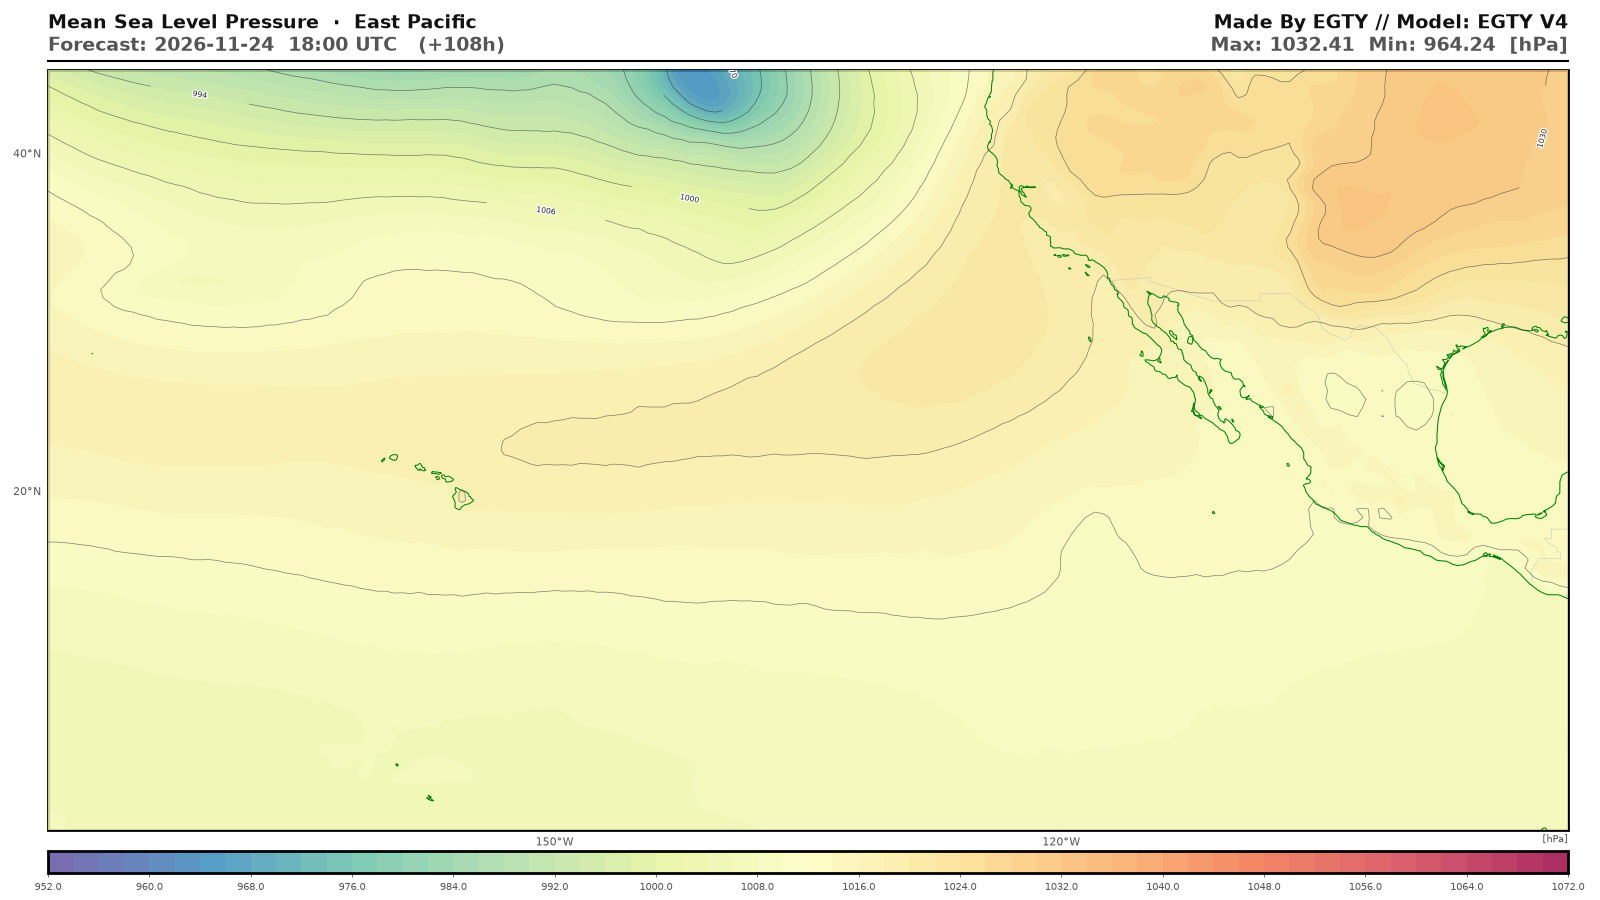 Mean Sea Level Pressure · East Pacific
Made By EGTY // Model: EGTY V4
Forecast: 2026-11-24 18:00 UTC (+108h)
Max: 1032.41 Min: 964.24 [hPa]
994
1030
40°N
1000
1006
20°N
150°W
120°W
[hPa]
952.0 960.0 968.0 976.0 984.0 992.0 1000.0 1008.0 1016.0 1024.0 1032.0 1040.0 1048.0 1056.0 1064.0 1072.0